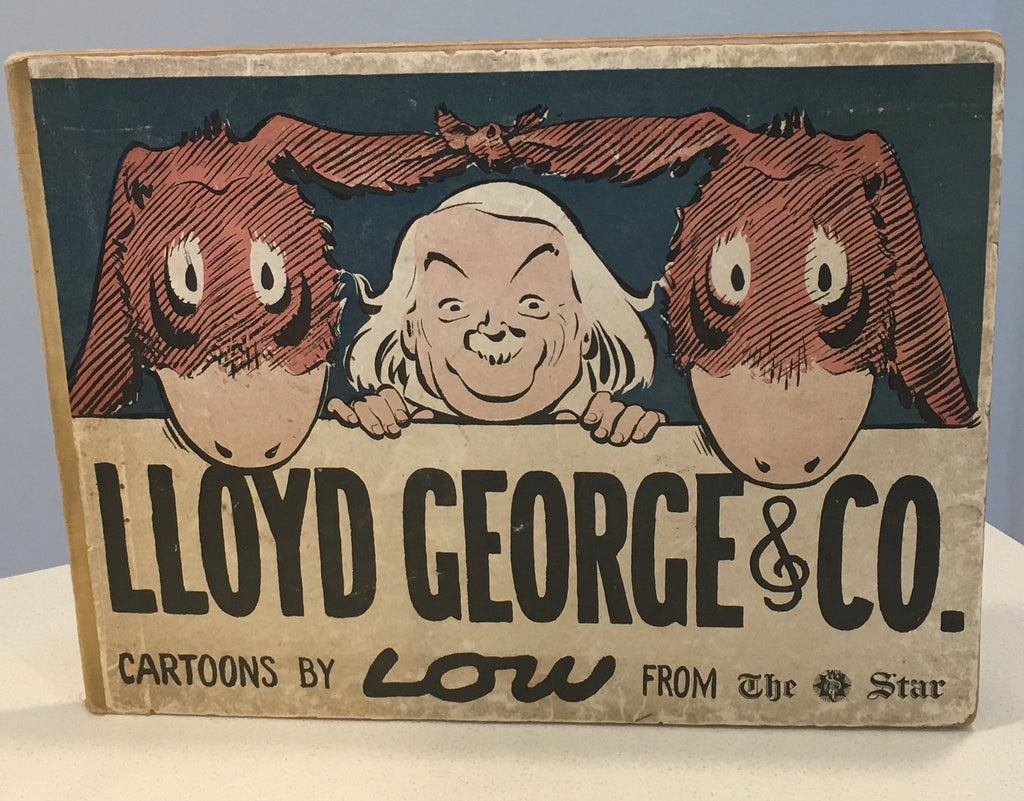 LLOYD GEORGE & CO.
CARTOONS BY LOW FROM The Star